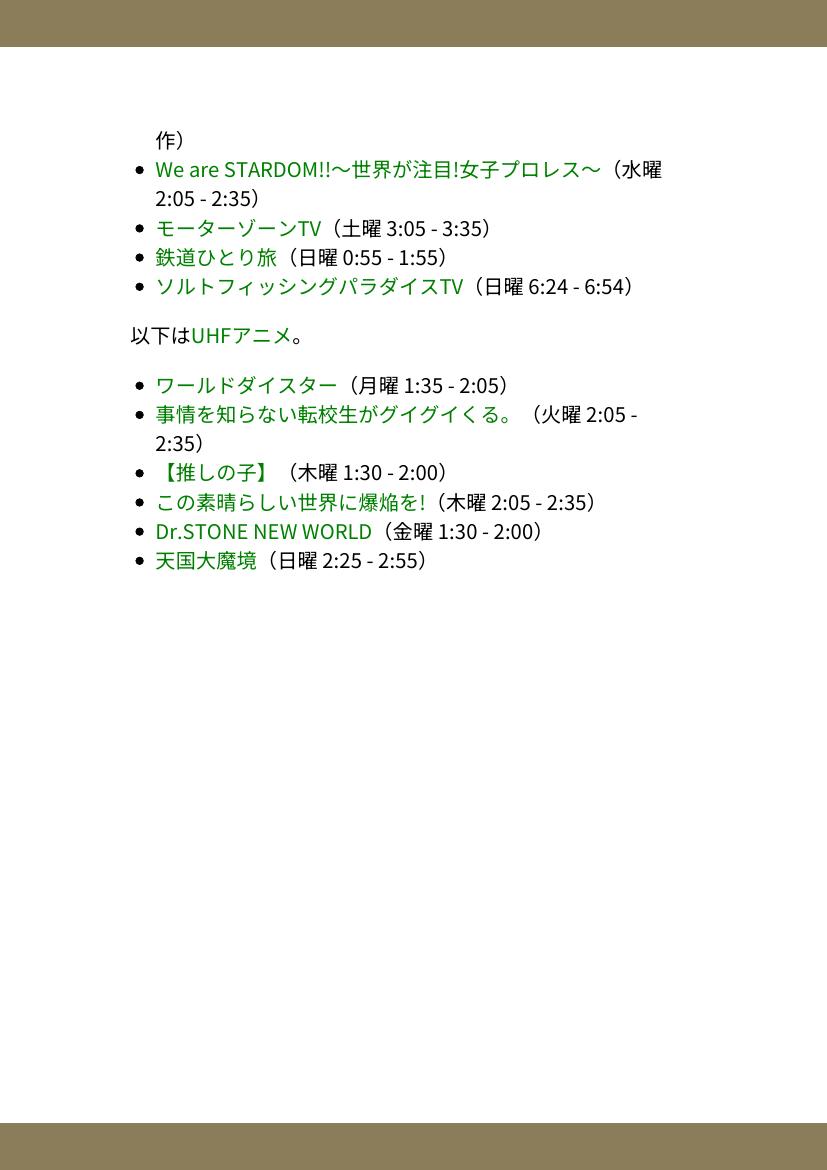 作）
We are STARDOM!!〜世界が注目!女子プロレス〜（水曜
2:05 - 2:35）
モーターゾーンTV（土曜 3:05 - 3:35）
鉄道ひとり旅（日曜 0:55 - 1:55）
ソルトフィッシングパラダイスTV（日曜 6:24 - 6:54）
以下はUHFアニメ。
ワールドダイスター（月曜 1:35 - 2:05）
事情を知らない転校生がグイグイくる。（火曜 2:05 -
2:35）
【推しの子】（木曜 1:30 - 2:00）
この素晴らしい世界に爆焔を!（木曜 2:05 - 2:35）
Dr.STONE NEW WORLD（金曜 1:30 - 2:00）
天国大魔境（日曜 2:25 - 2:55）